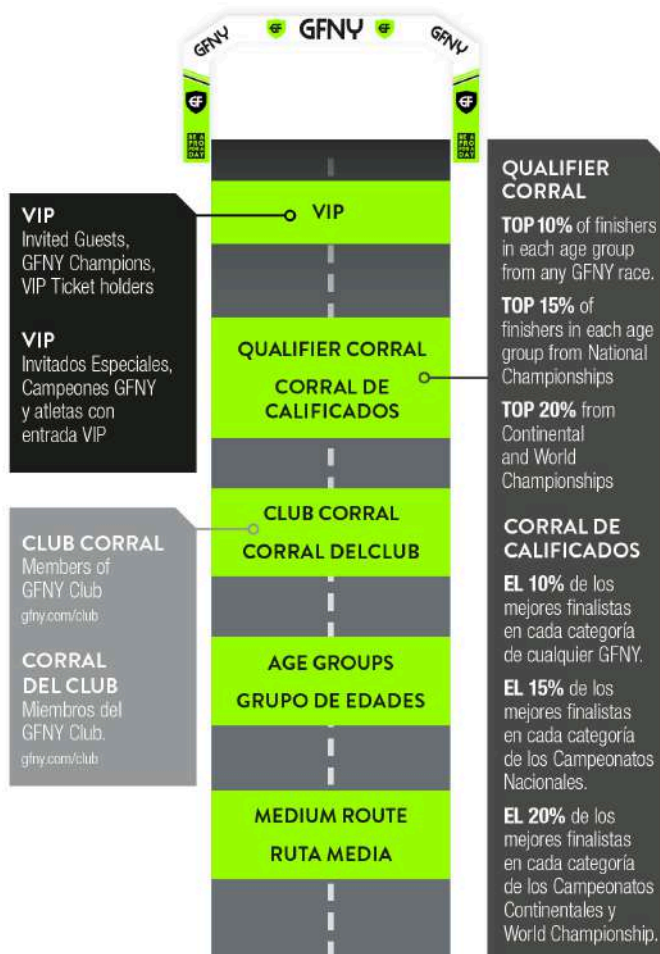 GFNY
GF
GFNY
GF
GFNY
GF
GF
BE A
PRO
FOR A
DAY
BE A
PRO
FOR A
DAY
VIP
Invited Guests,
GFNY Champions,
VIP Ticket holders
VIP
Invitados Especiales,
Campeones GFNY
y atletas con
entrada VIP
CLUB CORRAL
Members of
GFNY Club
gfny.com/club
CORRAL
DEL CLUB
Miembros del
GFNY Club.
gfny.com/club
VIP
QUALIFIER CORRAL
CORRAL DE
CALIFICADOS
CLUB CORRAL
CORRAL DELCLUB
AGE GROUPS
GRUPO DE EDADES
MEDIUM ROUTE
RUTA MEDIA
QUALIFIER
CORRAL
TOP 10% of finishers
in each age group
from any GFNY race.
TOP 15% of
finishers in each age
group from National
Championships
TOP 20% from
Continental
and World
Championships
CORRAL DE
CALIFICADOS
EL 10% de los
mejores finalistas
en cada categoría
de cualquier GFNY.
EL 15% de los
mejores finalistas
en cada categoría
de los Campeonatos
Nacionales.
EL 20% de los
mejores finalistas
en cada categoría
de los Campeonatos
Continentales y
World Championship.